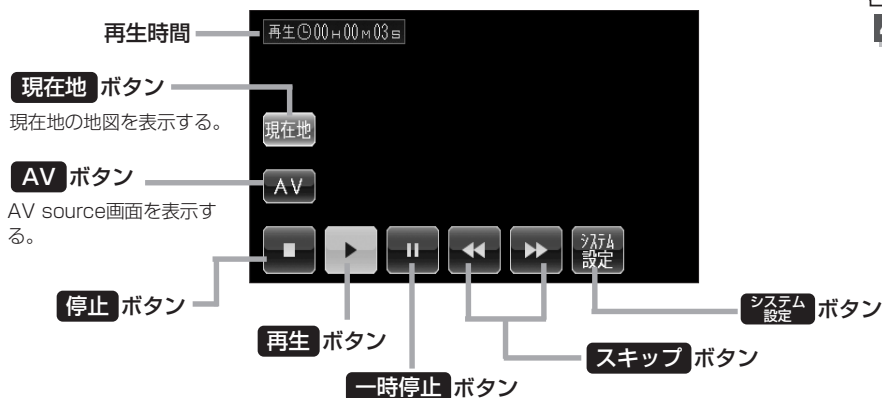 再生時間
再生 00H00M03S
現在地 ボタン
現在地の地図を表示する。
現在地
AV ボタン
AV source画面を表示す
る。
AV
システム
設定
停止 ボタン
システム
設定 ボタン
再生 ボタン
スキップ ボタン
一時停止 ボタン